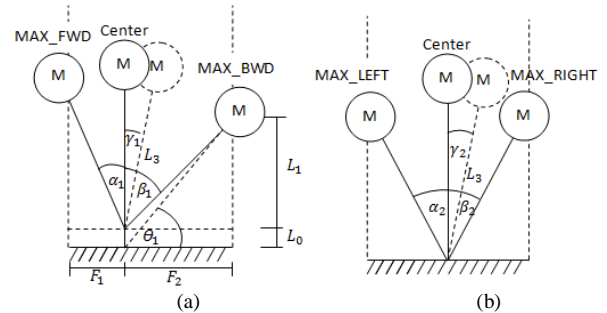 Center
MAX_FWD
M
M
M
MAX_BWD
M
γ₁
L₃
α₁
β₁
L₁
θ₁
L₀
F₁
F₂
(a)
Center
M
M
MAX_LEFT
MAX_RIGHT
M
M
γ₂
L₃
α₂
β₂
(b)